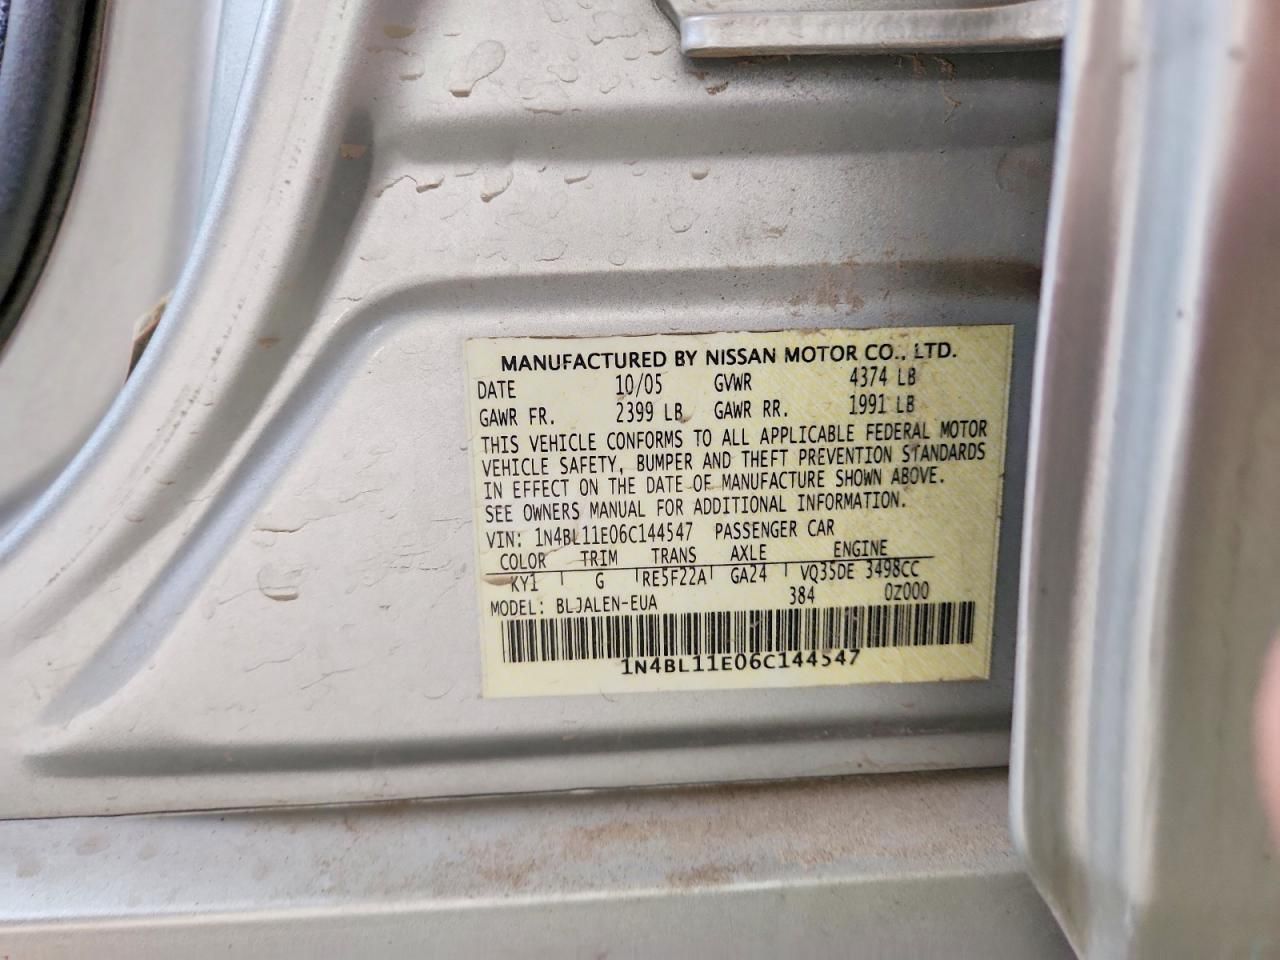 MANUFACTURED BY NISSAN MOTOR CO., LTD.
DATE 10/05 GVWR 4374 LB
GAWR FR. 2399 LB GAWR RR. 1991 LB
THIS VEHICLE CONFORMS TO ALL APPLICABLE FEDERAL MOTOR
VEHICLE SAFETY, BUMPER AND THEFT PREVENTION STANDARDS
IN EFFECT ON THE DATE OF MANUFACTURE SHOWN ABOVE.
SEE OWNERS MANUAL FOR ADDITIONAL INFORMATION.
VIN: 1N4BL11E06C144547 PASSENGER CAR
COLOR TRIM TRANS AXLE ENGINE
KY1 G RE5F22A GA24 VQ35DE 3498CC
MODEL: BLJALEN-EUA 384 0Z000
1N4BL11E06C144547